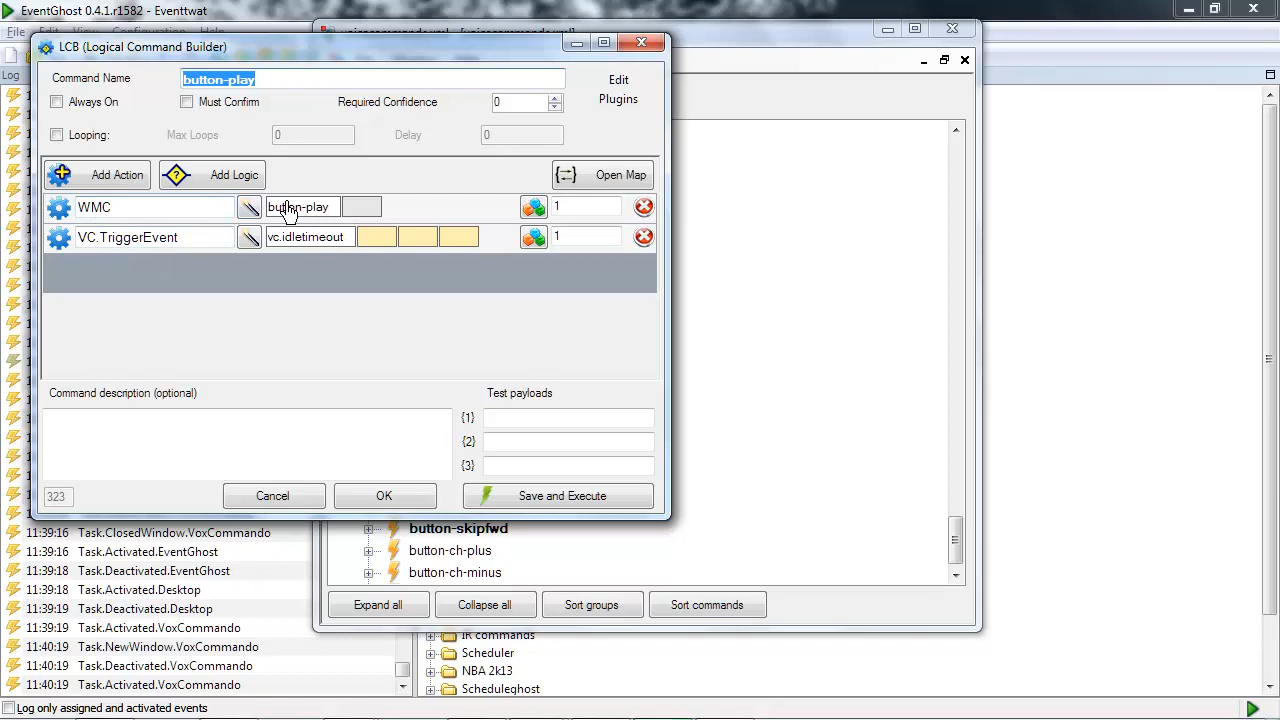 EventGhost 0.4.1.r1582 - Eventtwat
LCB (Logical Command Builder)
Log
Command Name
button-play
Edit
Plugins
Always On
Must Confirm
Required Confidence
0
Looping:
Max Loops
0
Delay
0
Add Action
Add Logic
Open Map
WMC
button-play
1
VC.TriggerEvent
vc.idletimeout
1
Command description (optional)
Test payloads
{1}
{2}
{3}
323
Cancel
OK
Save and Execute
button-skipfwd
button-ch-plus
button-ch-minus
Expand all
Collapse all
Sort groups
Sort commands
11:39:16 Task.ClosedWindow.VoxCommando
11:39:16 Task.Activated.EventGhost
11:39:18 Task.Deactivated.EventGhost
11:39:18 Task.Activated.Desktop
11:39:19 Task.Deactivated.Desktop
11:39:19 Task.Activated.VoxCommando
11:40:19 Task.NewWindow.VoxCommando
11:40:19 Task.Deactivated.VoxCommando
11:40:19 Task.Activated.VoxCommando
IR commands
Scheduler
NBA 2k13
Scheduleghost
Log only assigned and activated events